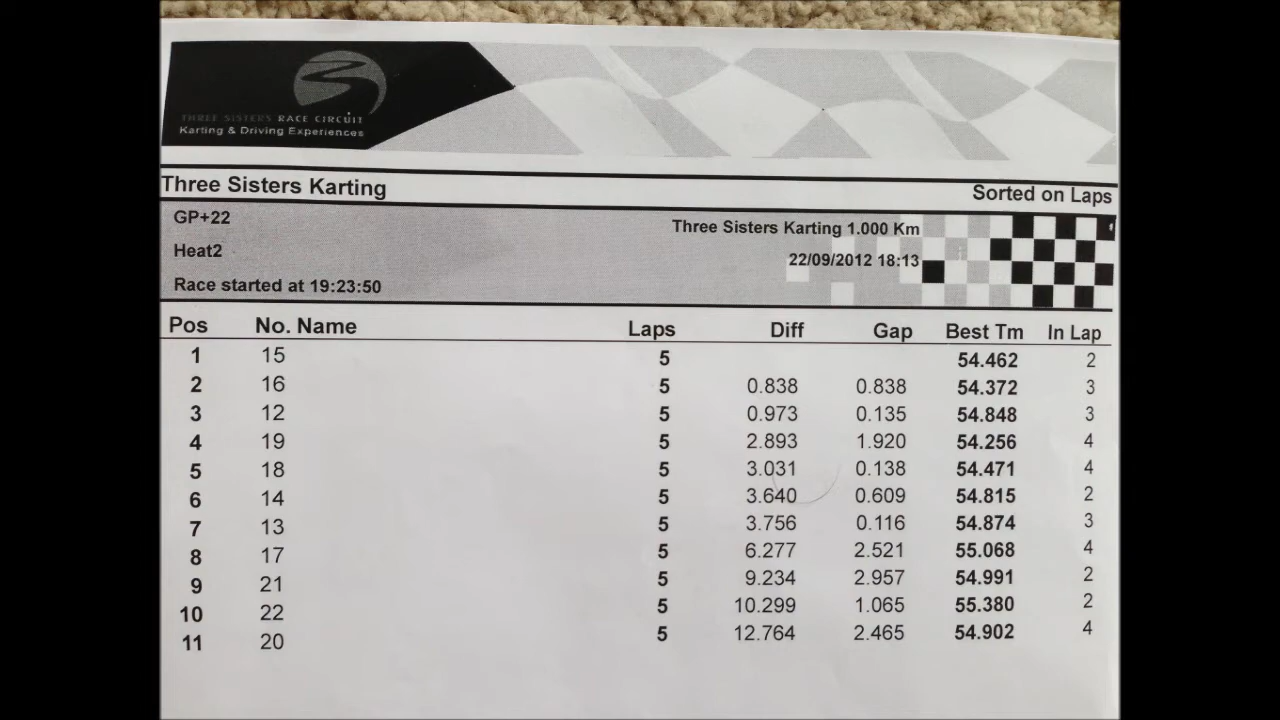 THREE SISTERS RACE CIRCUIT
Karting & Driving Experiences
Three Sisters Karting Sorted on Laps
GP+22 Three Sisters Karting 1.000 Km
Heat2 22/09/2012 18:13
Race started at 19:23:50
Pos No. Name Laps Diff Gap Best Tm In Lap
1 15 5 54.462 2
2 16 5 0.838 0.838 54.372 3
3 12 5 0.973 0.135 54.848 3
4 19 5 2.893 1.920 54.256 4
5 18 5 3.031 0.138 54.471 4
6 14 5 3.640 0.609 54.815 2
7 13 5 3.756 0.116 54.874 3
8 17 5 6.277 2.521 55.068 4
9 21 5 9.234 2.957 54.991 2
10 22 5 10.299 1.065 55.380 2
11 20 5 12.764 2.465 54.902 4